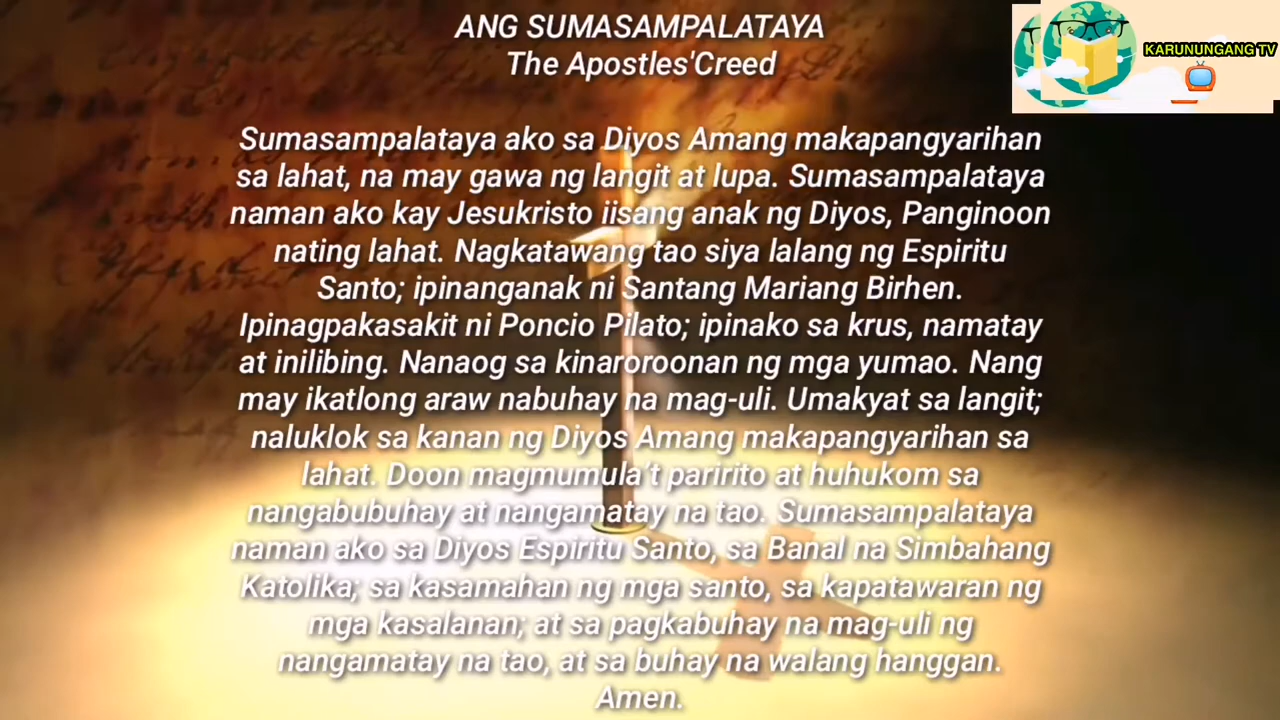 ANG SUMASAMPALATAYA
The Apostles'Creed
KARUNUNGANG TV
Sumasampalataya ako sa Diyos Amang makapangyarihan
sa lahat, na may gawa ng langit at lupa. Sumasampalataya
naman ako kay Jesukristo iisang anak ng Diyos, Panginoon
nating lahat. Nagkatawang tao siya lalang ng Espiritu
Santo; ipinanganak ni Santang Mariang Birhen.
Ipinagpakasakit ni Poncio Pilato; ipinako sa krus, namatay
at inilibing. Nanaog sa kinaroroonan ng mga yumao. Nang
may ikatlong araw nabuhay na mag-uli. Umakyat sa langit;
naluklok sa kanan ng Diyos Amang makapangyarihan sa
lahat. Doon magmumula't paririto at huhukom sa
nangabubuhay at nangamatay na tao. Sumasampalataya
naman ako sa Diyos Espiritu Santo, sa Banal na Simbahang
Katolika; sa kasamahan ng mga santo, sa kapatawaran ng
mga kasalanan; at sa pagkabuhay na mag-uli ng
nangamatay na tao, at sa buhay na walang hanggan.
Amen.